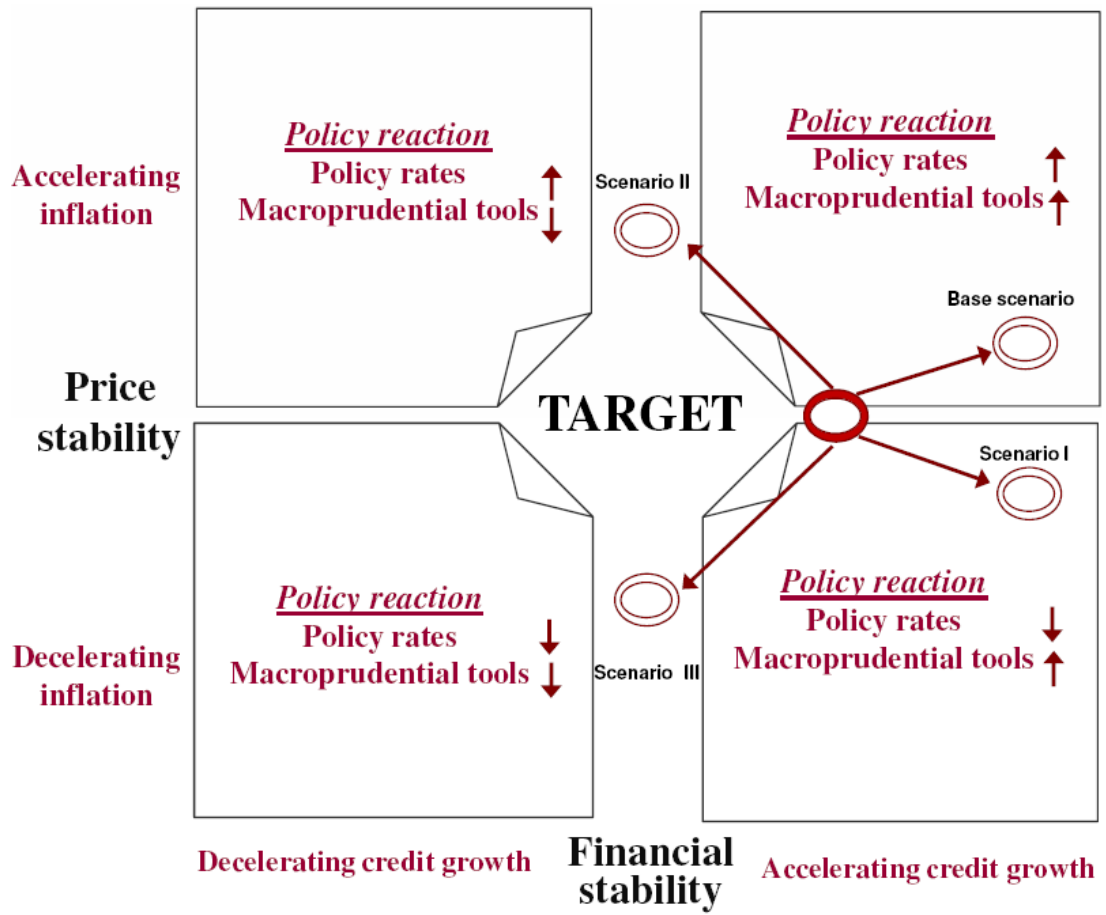 Accelerating
inflation
Policy reaction
Policy rates
Macroprudential tools
Scenario II
Policy reaction
Policy rates
Macroprudential tools
Base scenario
Price
stability
TARGET
Scenario I
Decelerating
inflation
Policy reaction
Policy rates
Macroprudential tools
Scenario III
Policy reaction
Policy rates
Macroprudential tools
Decelerating credit growth
Financial
stability
Accelerating credit growth